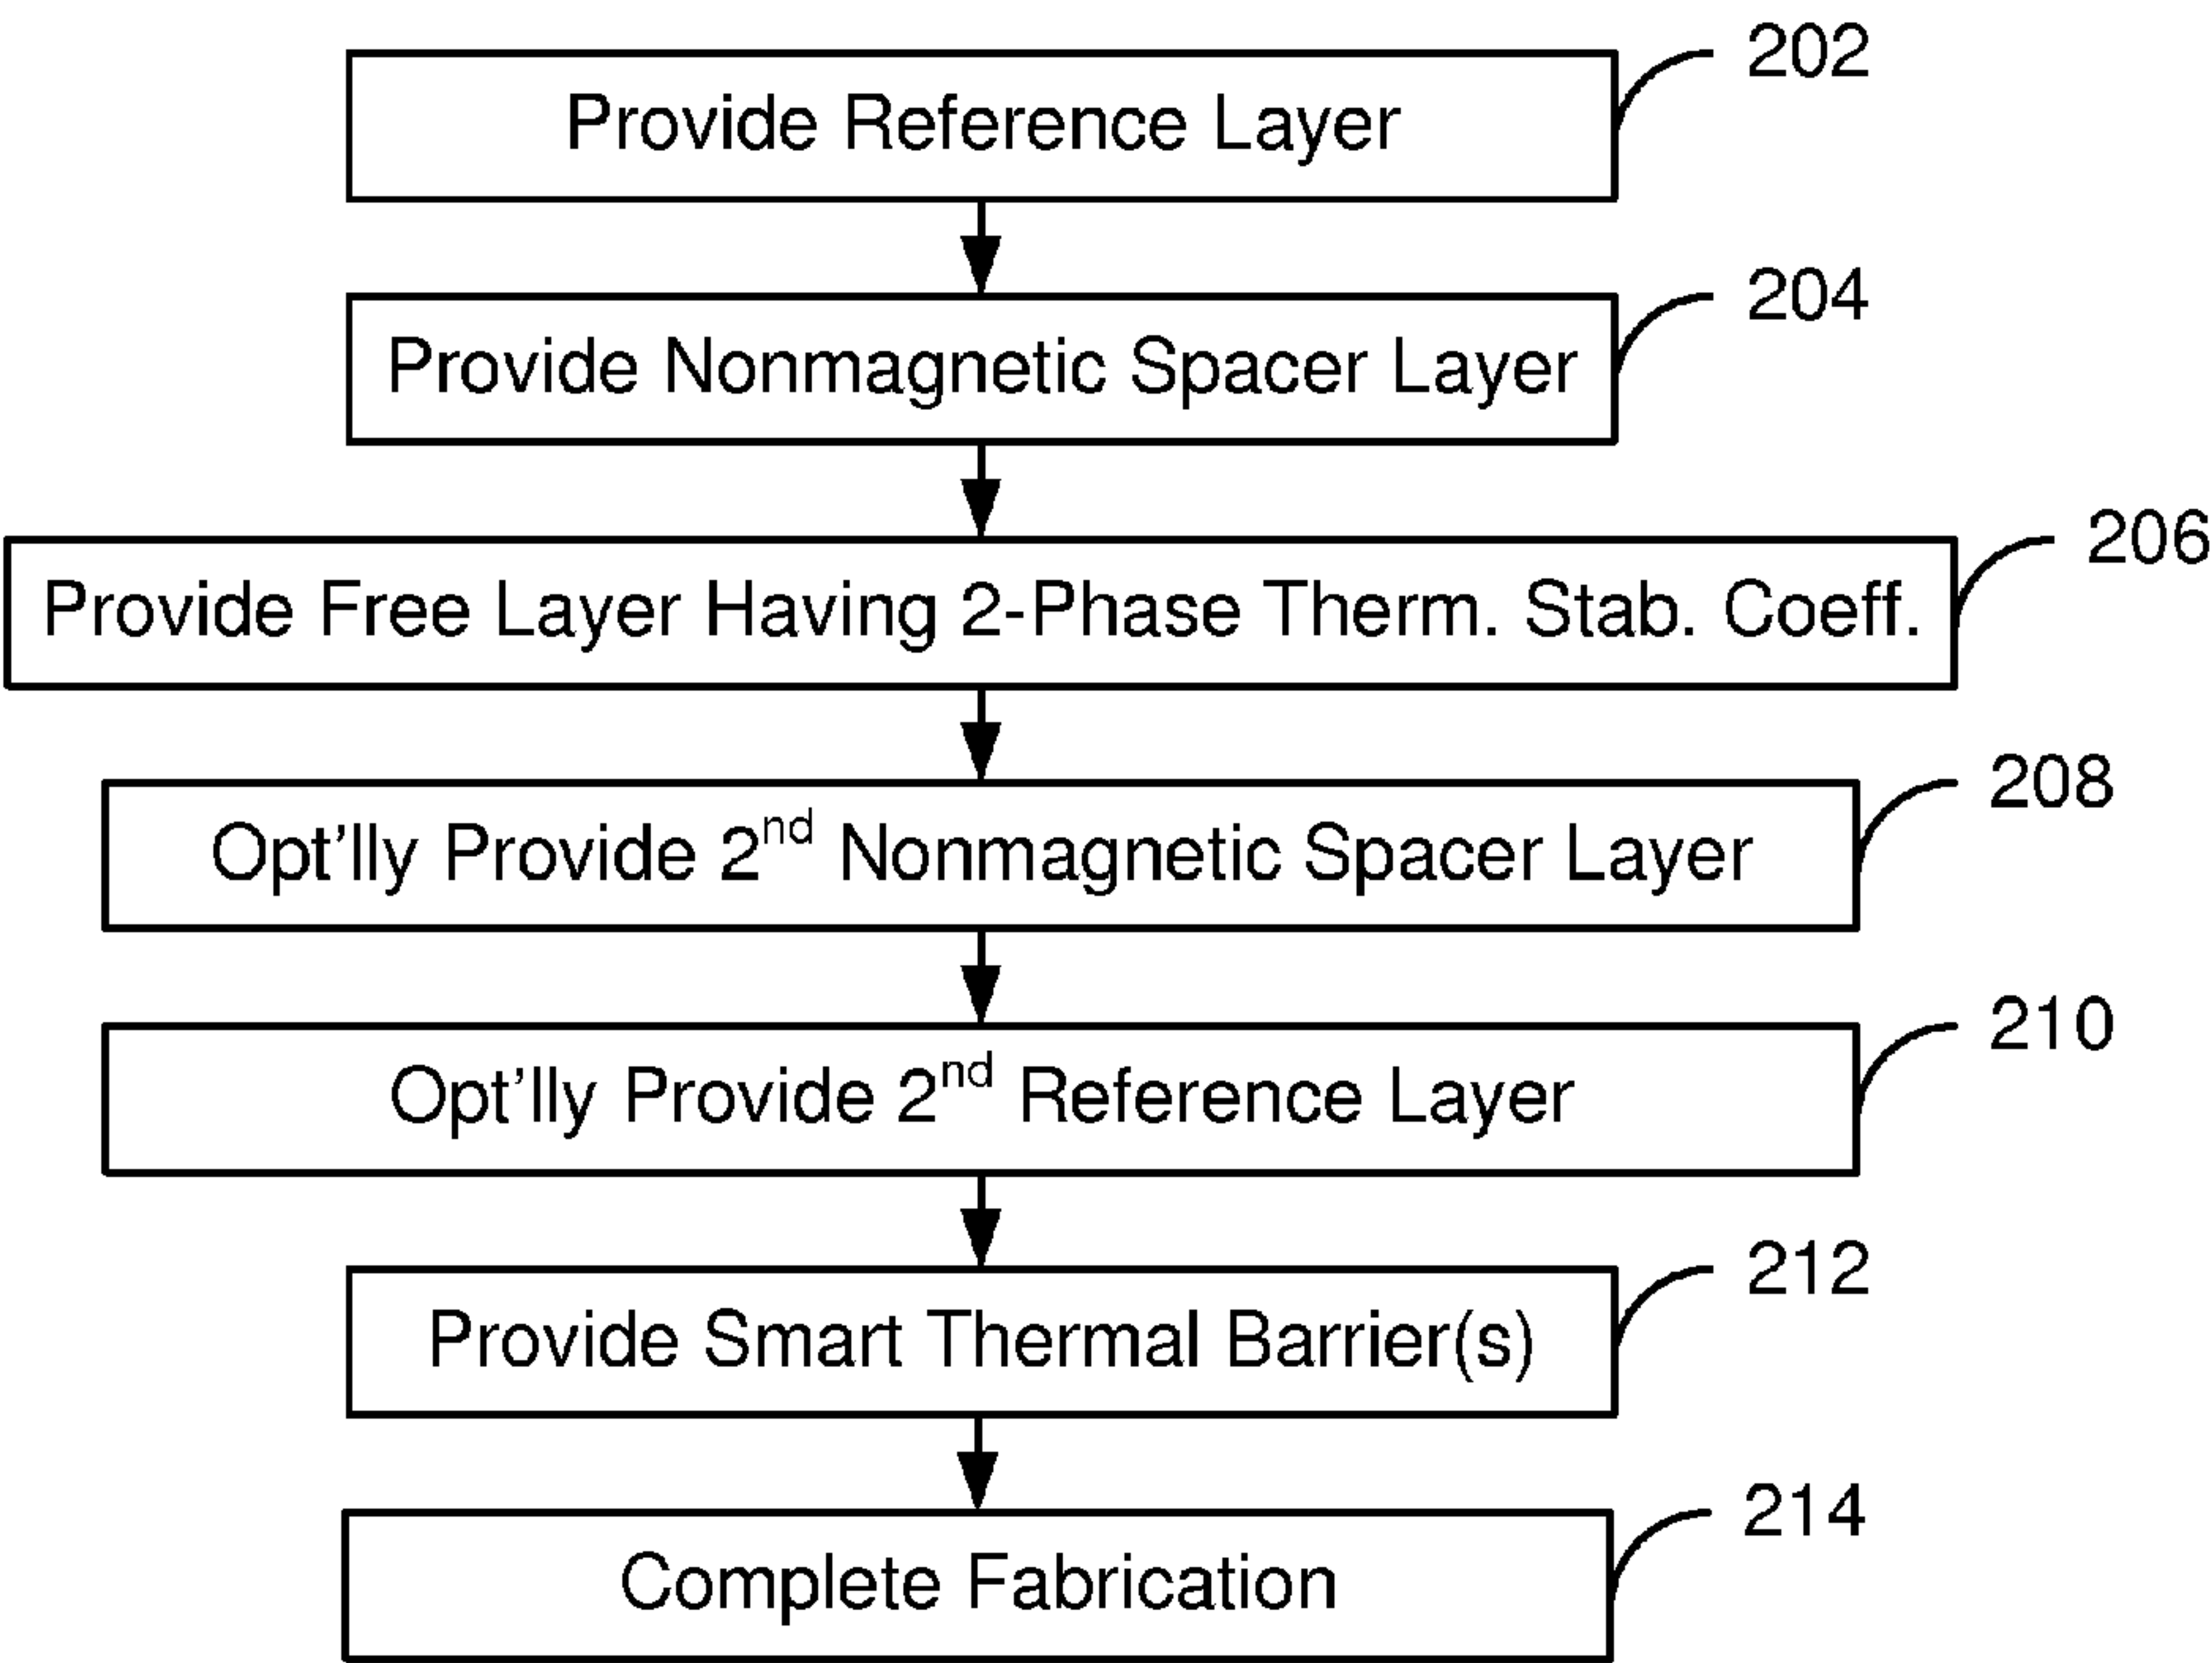 202
Provide Reference Layer
204
Provide Nonmagnetic Spacer Layer
206
Provide Free Layer Having 2-Phase Therm. Stab. Coeff.
208
Opt’lly Provide 2nd Nonmagnetic Spacer Layer
210
Opt’lly Provide 2nd Reference Layer
212
Provide Smart Thermal Barrier(s)
214
Complete Fabrication